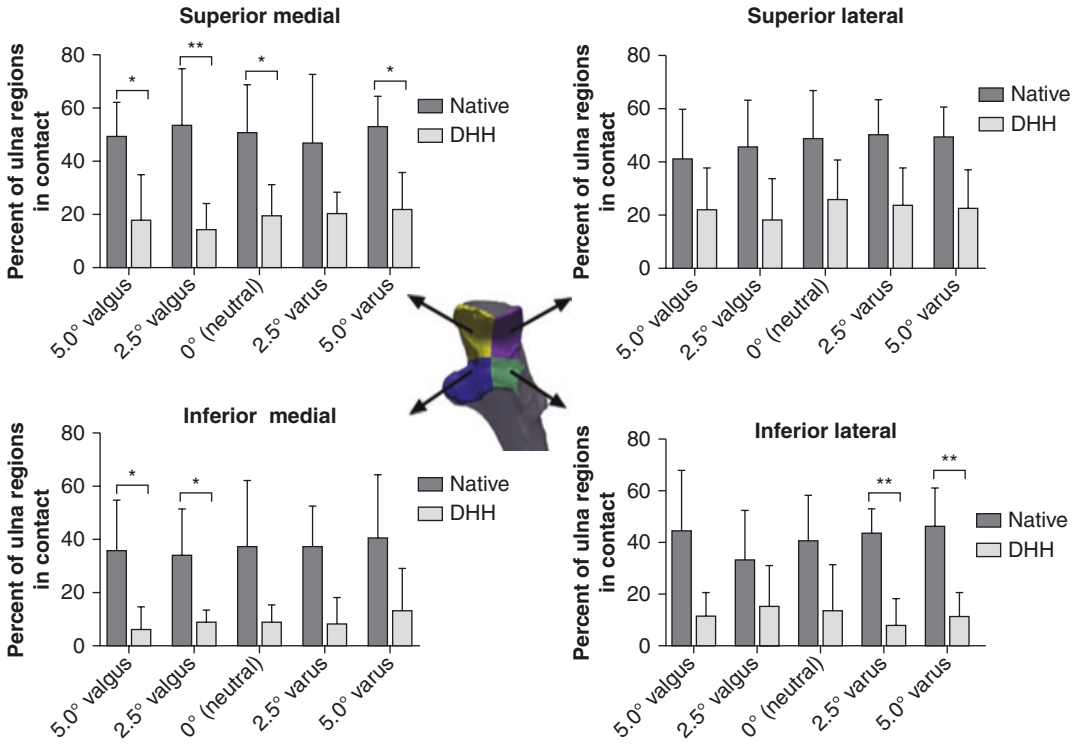 Superior medial
Percent of ulna regions
in contact
80
60
40
20
0
*
**
*
*
Native
DHH
5.0° valgus
2.5° valgus
0° (neutral)
2.5° varus
5.0° varus
Superior lateral
Percent of ulna regions
in contact
80
60
40
20
0
Native
DHH
5.0° valgus
2.5° valgus
0° (neutral)
2.5° varus
5.0° varus
Inferior medial
Percent of ulna regions
in contact
80
60
40
20
0
*
*
Native
DHH
5.0° valgus
2.5° valgus
0° (neutral)
2.5° varus
5.0° varus
Inferior lateral
Percent of ulna regions
in contact
80
60
40
20
0
**
**
Native
DHH
5.0° valgus
2.5° valgus
0° (neutral)
2.5° varus
5.0° varus